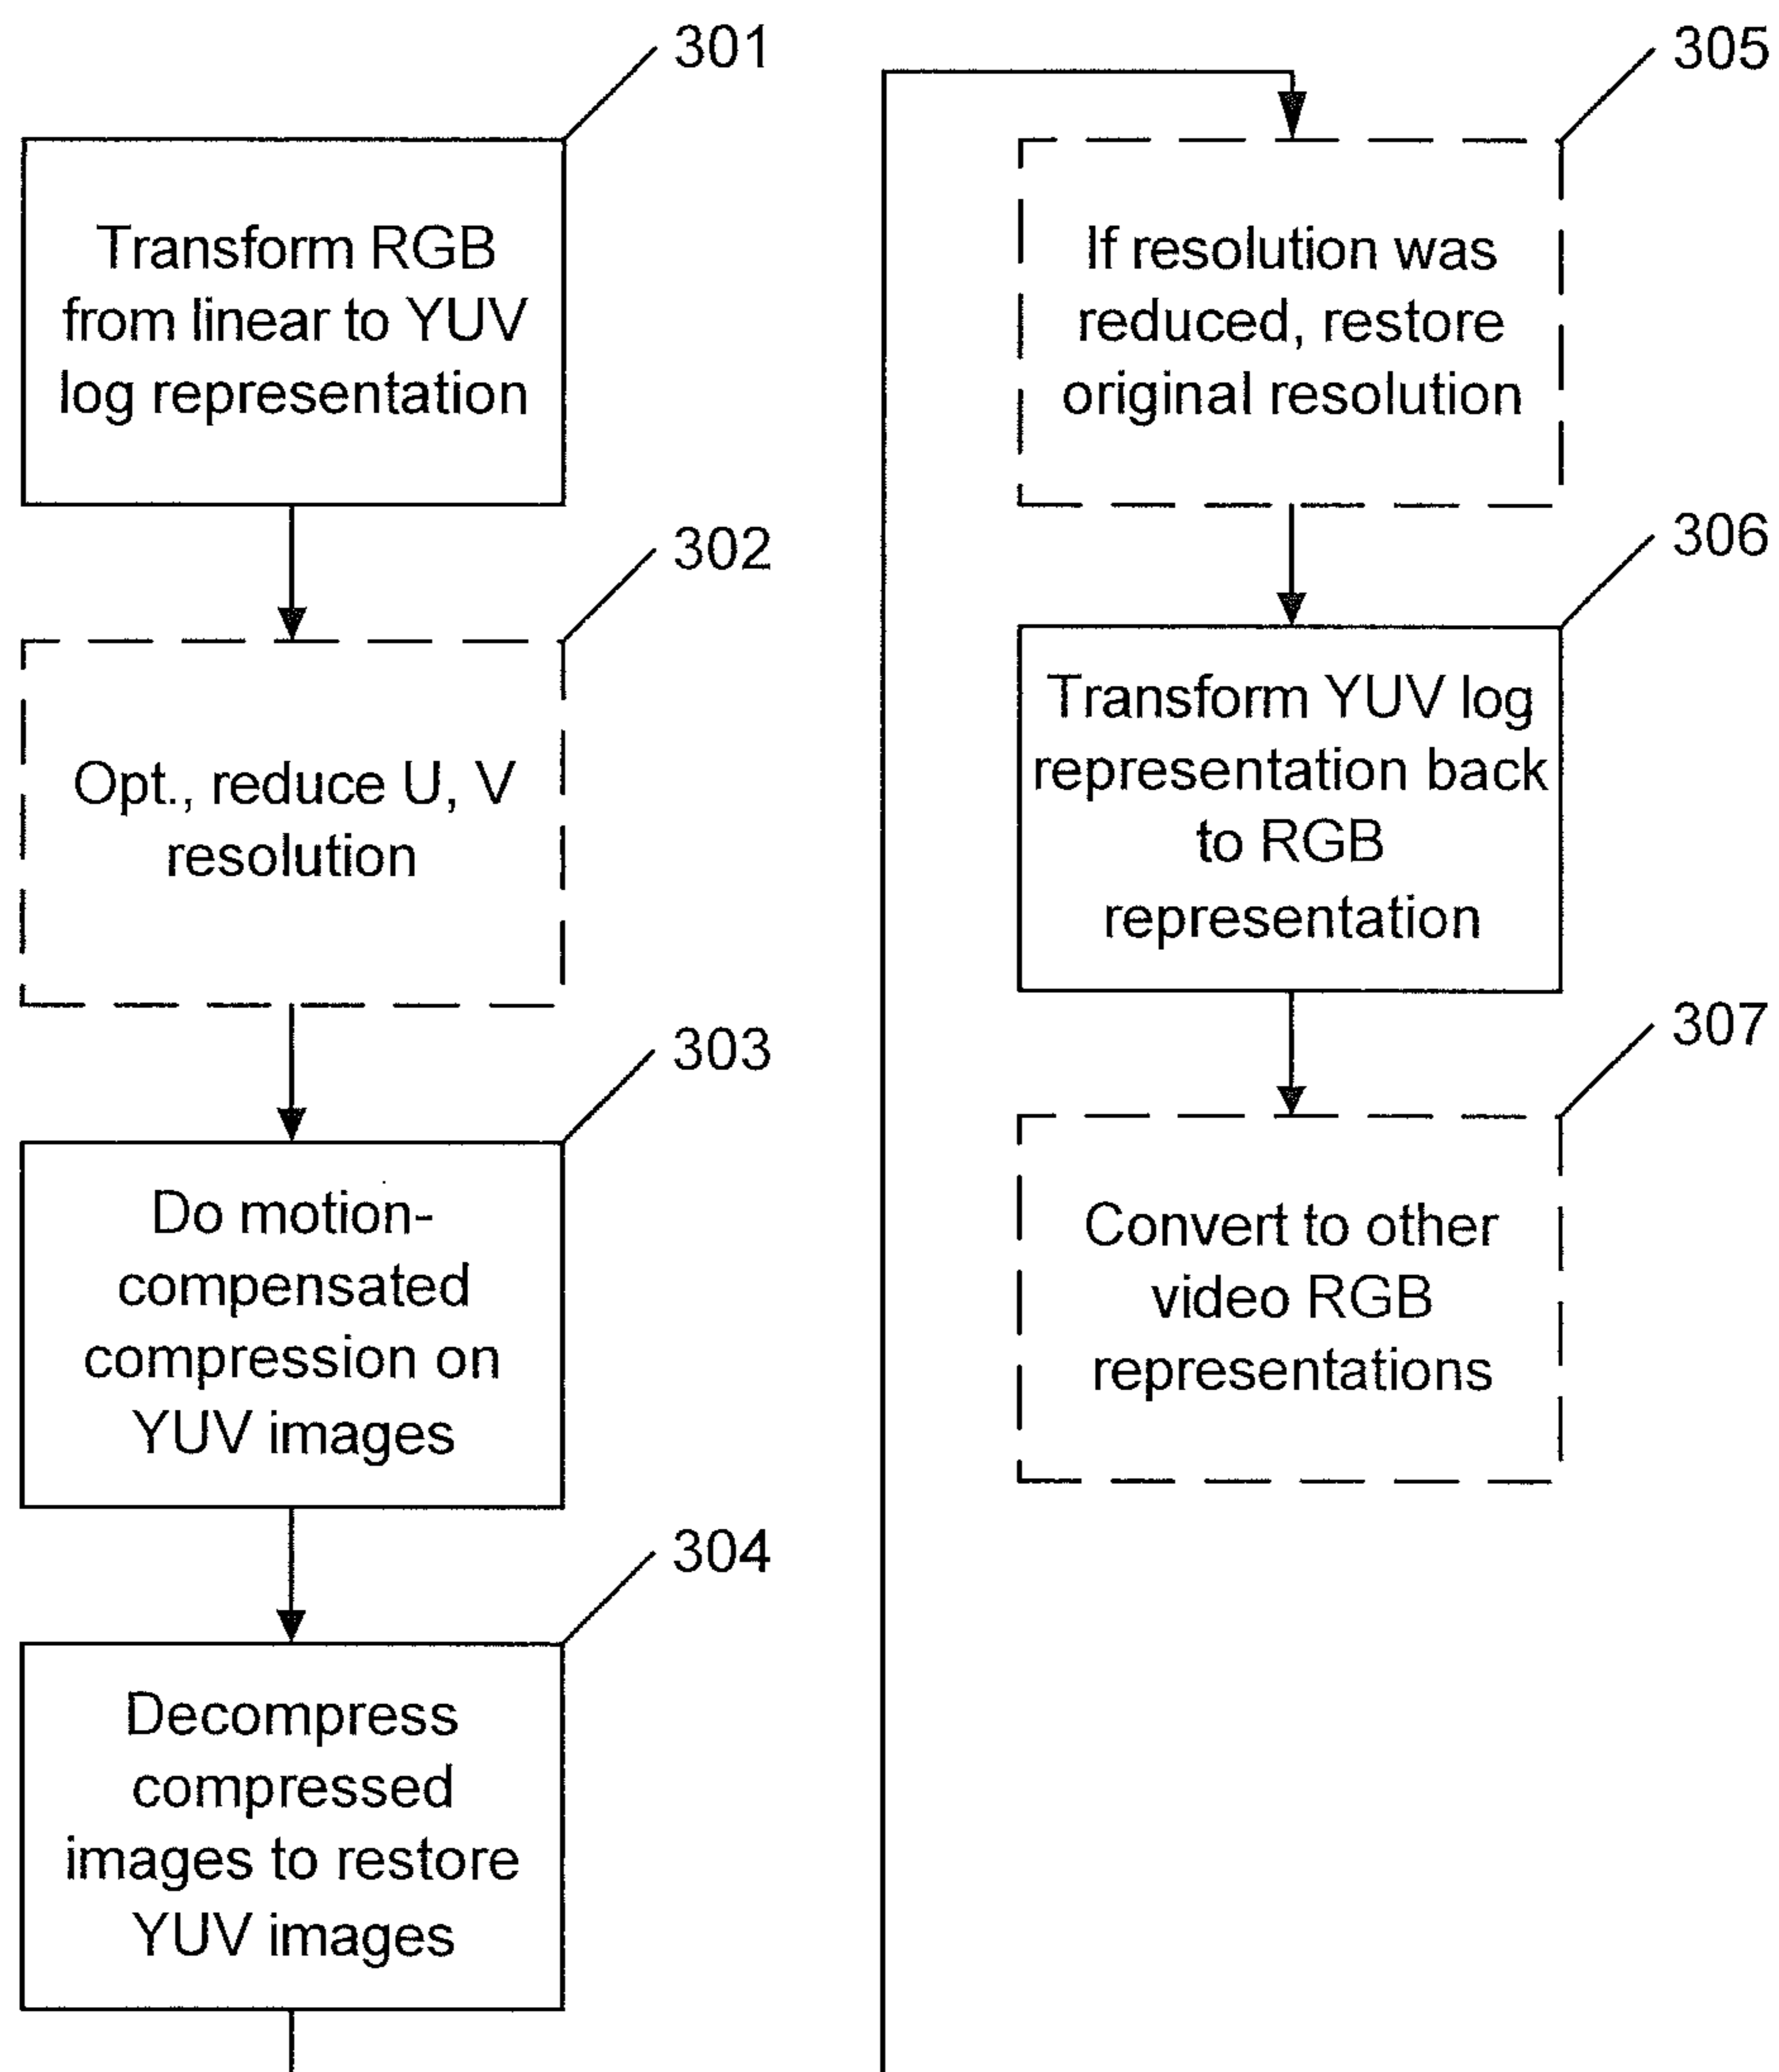 301
Transform RGB
from linear to YUV
log representation
302
Opt., reduce U, V
resolution
303
Do motion-
compensated
compression on
YUV images
304
Decompress
compressed
images to restore
YUV images
305
If resolution was
reduced, restore
original resolution
306
Transform YUV log
representation back
to RGB
representation
307
Convert to other
video RGB
representations